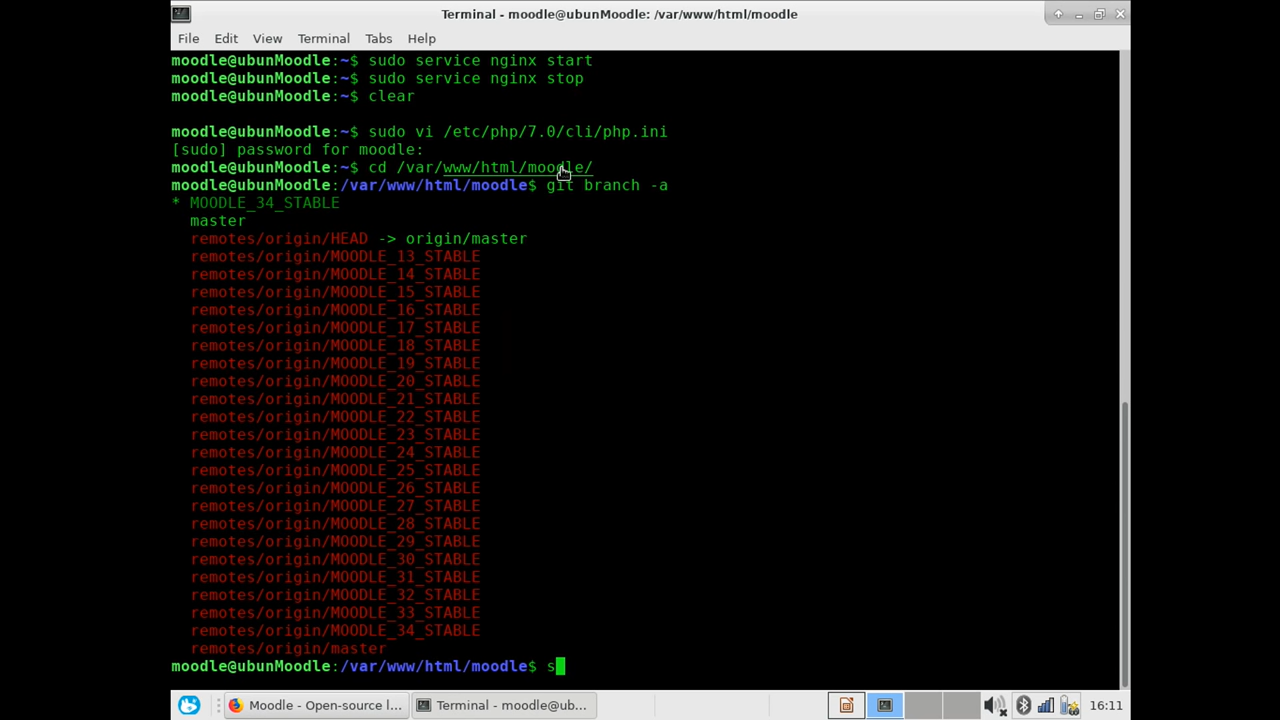 Terminal - moodle@ubunMoodle: /var/www/html/moodle
File Edit View Terminal Tabs Help
moodle@ubunMoodle:~$ sudo service nginx start
moodle@ubunMoodle:~$ sudo service nginx stop
moodle@ubunMoodle:~$ clear
moodle@ubunMoodle:~$ sudo vi /etc/php/7.0/cli/php.ini
[sudo] password for moodle:
moodle@ubunMoodle:~$ cd /var/www/html/moodle/
moodle@ubunMoodle:/var/www/html/moodle$ git branch -a
* MOODLE_34_STABLE
master
remotes/origin/HEAD -> origin/master
remotes/origin/MOODLE_13_STABLE
remotes/origin/MOODLE_14_STABLE
remotes/origin/MOODLE_15_STABLE
remotes/origin/MOODLE_16_STABLE
remotes/origin/MOODLE_17_STABLE
remotes/origin/MOODLE_18_STABLE
remotes/origin/MOODLE_19_STABLE
remotes/origin/MOODLE_20_STABLE
remotes/origin/MOODLE_21_STABLE
remotes/origin/MOODLE_22_STABLE
remotes/origin/MOODLE_23_STABLE
remotes/origin/MOODLE_24_STABLE
remotes/origin/MOODLE_25_STABLE
remotes/origin/MOODLE_26_STABLE
remotes/origin/MOODLE_27_STABLE
remotes/origin/MOODLE_28_STABLE
remotes/origin/MOODLE_29_STABLE
remotes/origin/MOODLE_30_STABLE
remotes/origin/MOODLE_31_STABLE
remotes/origin/MOODLE_32_STABLE
remotes/origin/MOODLE_33_STABLE
remotes/origin/MOODLE_34_STABLE
remotes/origin/master
moodle@ubunMoodle:/var/www/html/moodle$ s
Moodle - Open-source l... Terminal - moodle@ub... 16:11